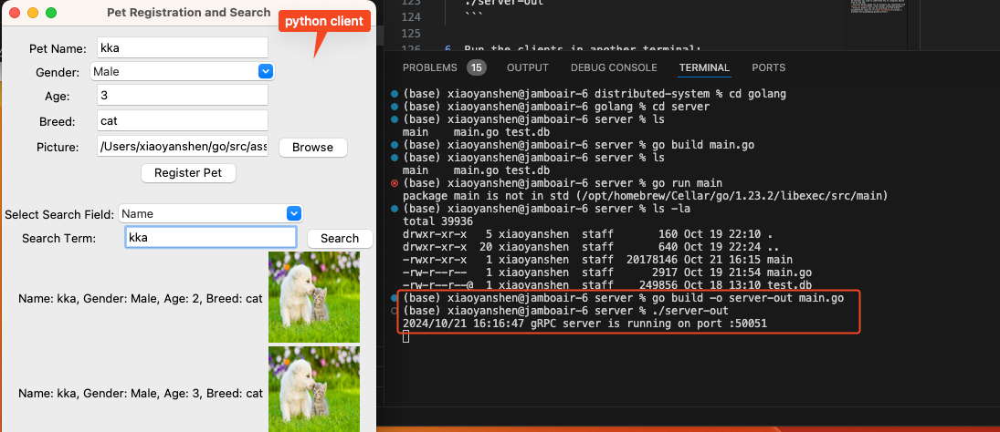 Pet Registration and Search
python client
Pet Name:
kka
Gender:
Male
Age:
3
Breed:
cat
Picture:
/Users/xiaoyanshen/go/src/ass
Browse
Register Pet
Select Search Field:
Name
Search Term:
kka
Search
Name: kka, Gender: Male, Age: 2, Breed: cat
Name: kka, Gender: Male, Age: 3, Breed: cat
123
./server-out
124
```
125
126
6. Run the clients in another terminal:
PROBLEMS 15 OUTPUT DEBUG CONSOLE TERMINAL PORTS
(base) xiaoyanshen@jamboair-6 distributed-system % cd golang
(base) xiaoyanshen@jamboair-6 golang % cd server
(base) xiaoyanshen@jamboair-6 server % ls
main    main.go test.db
(base) xiaoyanshen@jamboair-6 server % go build main.go
(base) xiaoyanshen@jamboair-6 server % ls
main    main.go test.db
(base) xiaoyanshen@jamboair-6 server % go run main
package main is not in std (/opt/homebrew/Cellar/go/1.23.2/libexec/src/main)
(base) xiaoyanshen@jamboair-6 server % ls -la
total 39936
drwxr-xr-x   5 xiaoyanshen  staff       160 Oct 19 22:10 .
drwxr-xr-x  20 xiaoyanshen  staff       640 Oct 19 22:24 ..
-rwxr-xr-x   1 xiaoyanshen  staff  20178146 Oct 21 16:15 main
-rw-r--r--   1 xiaoyanshen  staff      2917 Oct 19 21:54 main.go
-rw-r--r--@  1 xiaoyanshen  staff    249856 Oct 18 13:10 test.db
(base) xiaoyanshen@jamboair-6 server % go build -o server-out main.go
(base) xiaoyanshen@jamboair-6 server % ./server-out
2024/10/21 16:16:47 gRPC server is running on port :50051